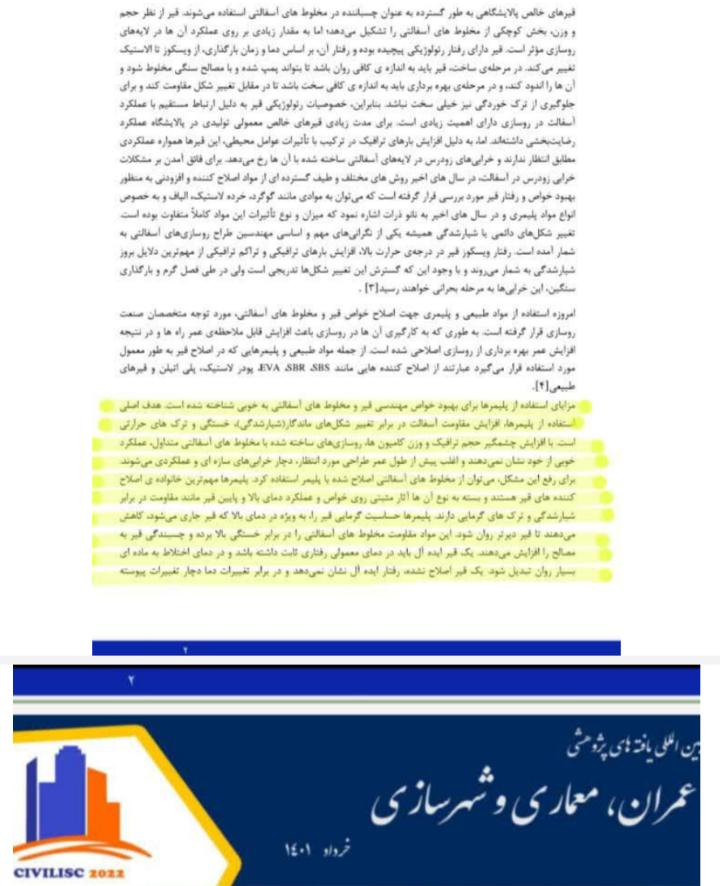 قیرهای خالص پالایشگاهی به طور گسترده به عنوان چسباننده در مخلوط های آسفالتی استفاده می‌شوند. قیر از نظر حجم
و وزن، بخش کوچکی از مخلوط های آسفالتی را تشکیل می‌دهد؛ اما به مقدار زیادی بر روی عملکرد آن ها در لایه‌های
روسازی مؤثر است. قیر دارای رفتار رئولوژیکی پیچیده بوده و رفتار آن، بر اساس دما و زمان بارگذاری، از ویسکوز تا الاستیک
تغییر می‌کند. در مرحله‌ی ساخت، قیر باید به اندازه ی کافی روان باشد تا بتواند پمپ شده و با مصالح سنگی مخلوط شود و
آن ها را اندود کند، و در مرحله‌ی بهره برداری باید به اندازه ی کافی سخت باشد تا در مقابل تغییر شکل مقاومت کند و برای
جلوگیری از ترک خوردگی نیز خیلی سخت نباشد. بنابراین، خصوصیات رئولوژیکی قیر به دلیل ارتباط مستقیم با عملکرد
آسفالت در روسازی دارای اهمیت زیادی است. برای مدت زیادی قیرهای خالص معمولی تولیدی در پالایشگاه عملکرد
رضایت‌بخشی داشته‌اند. اما، به دلیل افزایش بارهای ترافیک در ترکیب با تأثیرات عوامل محیطی، این قیرها همواره عملکردی
مطابق انتظار ندارند و خرابی‌های زودرس در لایه‌های آسفالتی ساخته شده با آن ها رخ می‌دهد. برای فائق آمدن بر مشکلات
خرابی زودرس در آسفالت، در سال های اخیر روش های مختلف و طیف گسترده ای از مواد اصلاح کننده و افزودنی به منظور
بهبود خواص و رفتار قیر مورد بررسی قرار گرفته است که می‌توان به موادی مانند گوگرد، خرده لاستیک، الیاف و به خصوص
انواع مواد پلیمری و در سال های اخیر به نانو ذرات اشاره نمود که میزان و نوع تأثیرات این مواد کاملاً متفاوت بوده است.
تغییر شکل‌های دائمی یا شیارشدگی همیشه یکی از نگرانی‌های مهم و اساسی مهندسین طراح روسازی‌های آسفالتی به
شمار آمده است. رفتار ویسکوز قیر در درجه‌ی حرارت بالا، افزایش بارهای ترافیکی و تراکم ترافیکی از مهم‌ترین دلایل بروز
شیارشدگی به شمار می‌روند و با وجود این که گسترش این تغییر شکل‌ها تدریجی است ولی در طی فصل گرم و بارگذاری
سنگین، این خرابی‌ها به مرحله بحرانی خواهند رسید[۳] .
امروزه استفاده از مواد طبیعی و پلیمری جهت اصلاح خواص قیر و مخلوط های آسفالتی، مورد توجه متخصصان صنعت
روسازی قرار گرفته است. به طوری که به کارگیری آن ها در روسازی باعث افزایش قابل ملاحظه‌ی عمر راه ها و در نتیجه
افزایش عمر بهره برداری از روسازی اصلاحی شده است. از جمله مواد طبیعی و پلیمرهایی که در اصلاح قیر به طور معمول
مورد استفاده قرار می‌گیرد عبارتند از اصلاح کننده هایی مانند EVA ،SBR ،SBS، پودر لاستیک، پلی اتیلن و قیرهای
طبیعی[۴].
مزایای استفاده از پلیمرها برای بهبود خواص مهندسی قیر و مخلوط های آسفالتی به خوبی شناخته شده است. هدف اصلی
استفاده از پلیمرها، افزایش مقاومت آسفالت در برابر تغییر شکل‌های ماندگار(شیارشدگی)، خستگی و ترک های حرارتی
است. با افزایش چشمگیر حجم ترافیک و وزن کامیون ها، روسازی‌های ساخته شده با مخلوط های آسفالتی متداول، عملکرد
خوبی از خود نشان نمی‌دهند و اغلب پیش از طول عمر طراحی مورد انتظار، دچار خرابی‌های سازه ای و عملکردی می‌شوند.
برای رفع این مشکل، می‌توان از مخلوط های آسفالتی اصلاح شده با پلیمر استفاده کرد. پلیمرها مهم‌ترین خانواده ی اصلاح
کننده های قیر هستند و بسته به نوع آن ها آثار مثبتی روی خواص و عملکرد دمای بالا و پایین قیر مانند مقاومت در برابر
شیارشدگی و ترک های گرمایی دارند. پلیمرها حساسیت گرمایی قیر را، به ویژه در دمای بالا که قیر جاری می‌شود، کاهش
می‌دهند تا قیر دیرتر روان شود. این مواد مقاومت مخلوط های آسفالتی را در برابر خستگی بالا برده و چسبندگی قیر به
مصالح را افزایش می‌دهند. یک قیر ایده آل باید در دمای معمولی رفتاری ثابت داشته باشد و در دمای اختلاط به ماده ای
بسیار روان تبدیل شود. یک قیر اصلاح نشده، رفتار ایده آل نشان نمی‌دهد و در برابر تغییرات دما دچار تغییرات پیوسته
۲
۲
بین المللی یافته های پژوهشی
عمران، معماری و شهرسازی
خرداد ۱۴۰۱
CIVILISC 2022